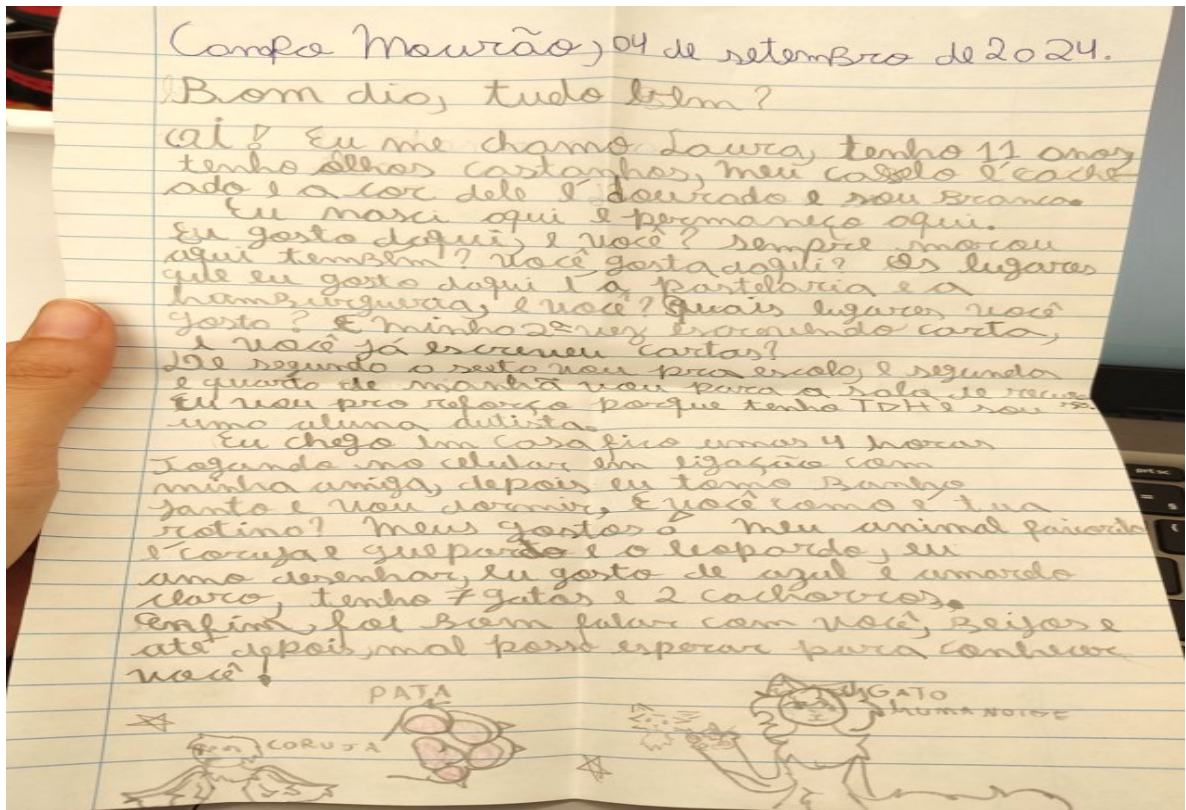 Campo Mourão, 04 de setembro de 2024.
Bom dia, tudo bem?
Oi! Eu me chamo Laura, tenho 11 anos,
tenho olhos castanhos, meu cabelo é cache-
ado e a cor dele é dourado e sou branca.
Eu nasci aqui e permaneço aqui.
Eu gosto daqui, e você? sempre morou
aqui tembém? você gosta daqui? Os lugares
que eu gosto daqui é a pastelaria e a
hamburgueria, e você? Quais lugares você
gosta? É minha 2ª vez escrevendo carta,
e você já escreveu cartas?
De segunda a sexta vou pra escola, e segunda
e quarta de manhã vou para a sala de recur
sos.
Eu vou pro reforço porque tenho TDH e sou
uma aluna autista.
Eu chego em casa fico umas 4 horas
Jogando no celular em ligação com
minha amiga, depois eu tomo banho
janto e vou dormir, E você como é tua
rotina? Meus gostos ó meu animal favorito
é coruja e guepardo e o leopardo, eu
amo desenhar, eu gosto de azul e amarelo
claro, tenho 7 gatos e 2 cachorros.
Enfim, foi bom falar com você, beijos e
até depois, mal posso esperar para conhecer
você!
PATA
GATO
HUMANOIDE
CORUJA